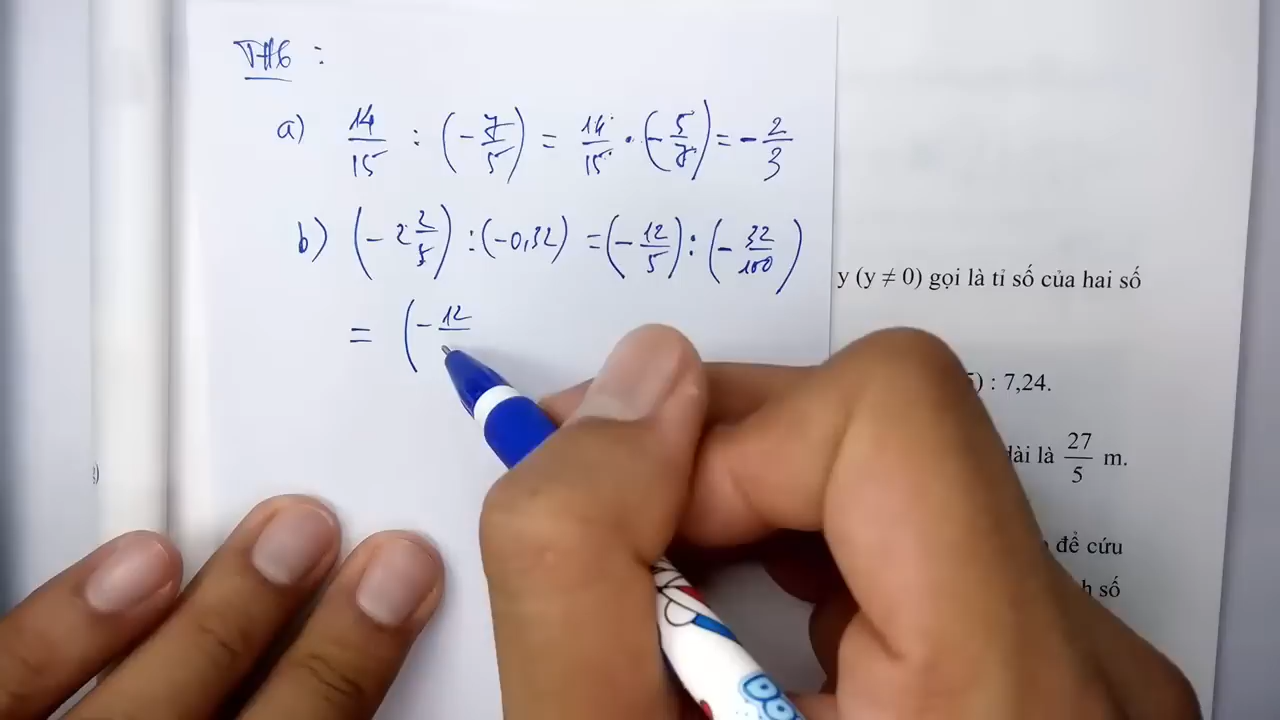 TH6 :
a) 14/15 : (-7/5) = 14/15 . (-5/7) = -2/3
b) (-2 2/5) : (-0,32) = (-12/5) : (-32/100)
= (-12
y (y ≠ 0) gọi là tỉ số của hai số
) : 7,24.
dài là 27/5 m.
để cứu
h số